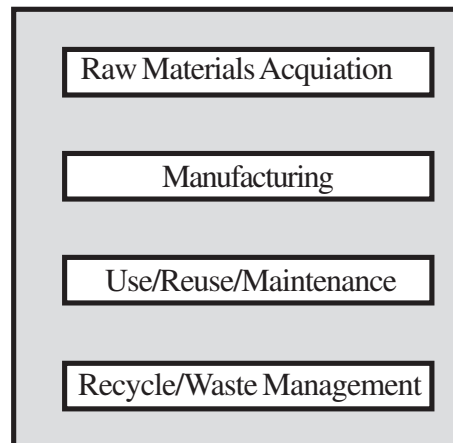 Raw Materials Acquiation
Manufacturing
Use/Reuse/Maintenance
Recycle/Waste Management